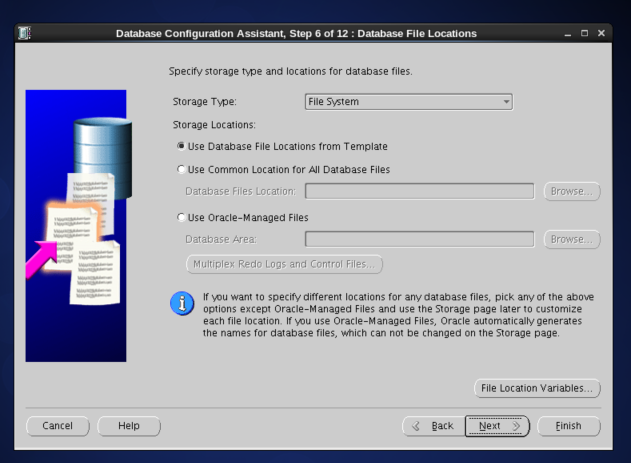 Database Configuration Assistant, Step 6 of 12 : Database File Locations
Specify storage type and locations for database files.
Storage Type: File System
Storage Locations:
Use Database File Locations from Template
Use Common Location for All Database Files
Database Files Location: Browse...
Use Oracle-Managed Files
Database Area: Browse...
Multiplex Redo Logs and Control Files...
If you want to specify different locations for any database files, pick any of the above
options except Oracle-Managed Files and use the Storage page later to customize
each file location. If you use Oracle-Managed Files, Oracle automatically generates
the names for database files, which can not be changed on the Storage page.
File Location Variables...
Cancel Help Back Next Finish